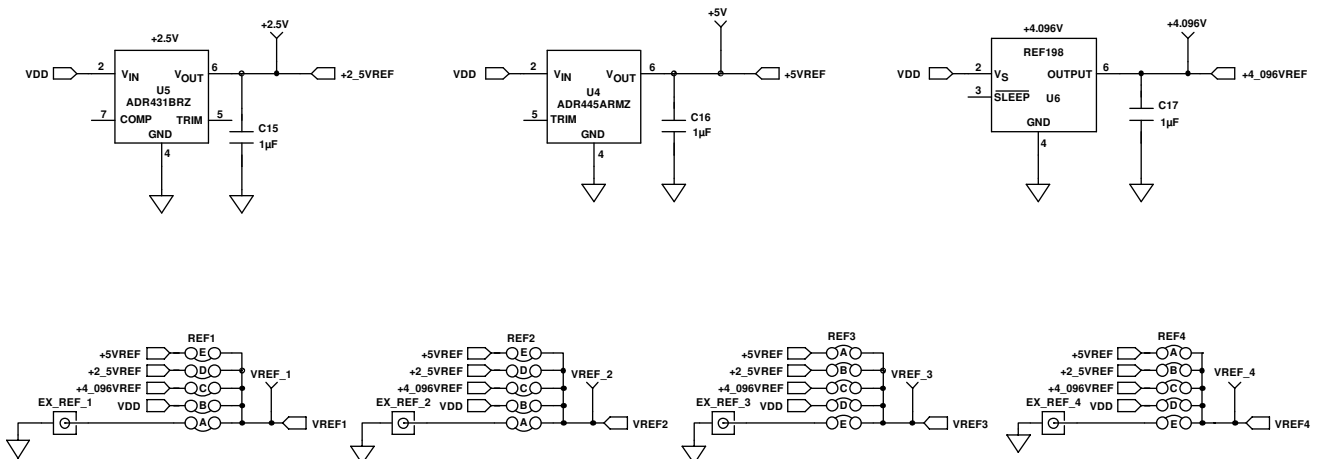 +2.5V
+2.5V
VDD
2
VIN
VOUT
6
+2_5VREF
U5
ADR431BRZ
7
COMP
TRIM
5
GND
4
C15
1µF
+5V
VDD
2
VIN
VOUT
6
+5VREF
U4
ADR445ARMZ
5
TRIM
GND
4
C16
1µF
+4.096V
+4.096V
REF198
VDD
2
VS
OUTPUT
6
+4_096VREF
3
SLEEP
U6
GND
4
C17
1µF
REF1
+5VREF
E
+2_5VREF
D
VREF_1
+4_096VREF
C
EX_REF_1
VDD
B
A
VREF1
REF2
+5VREF
E
+2_5VREF
D
VREF_2
+4_096VREF
C
EX_REF_2
VDD
B
A
VREF2
REF3
+5VREF
A
+2_5VREF
B
VREF_3
+4_096VREF
C
EX_REF_3
VDD
D
E
VREF3
REF4
+5VREF
A
+2_5VREF
B
VREF_4
+4_096VREF
C
EX_REF_4
VDD
D
E
VREF4